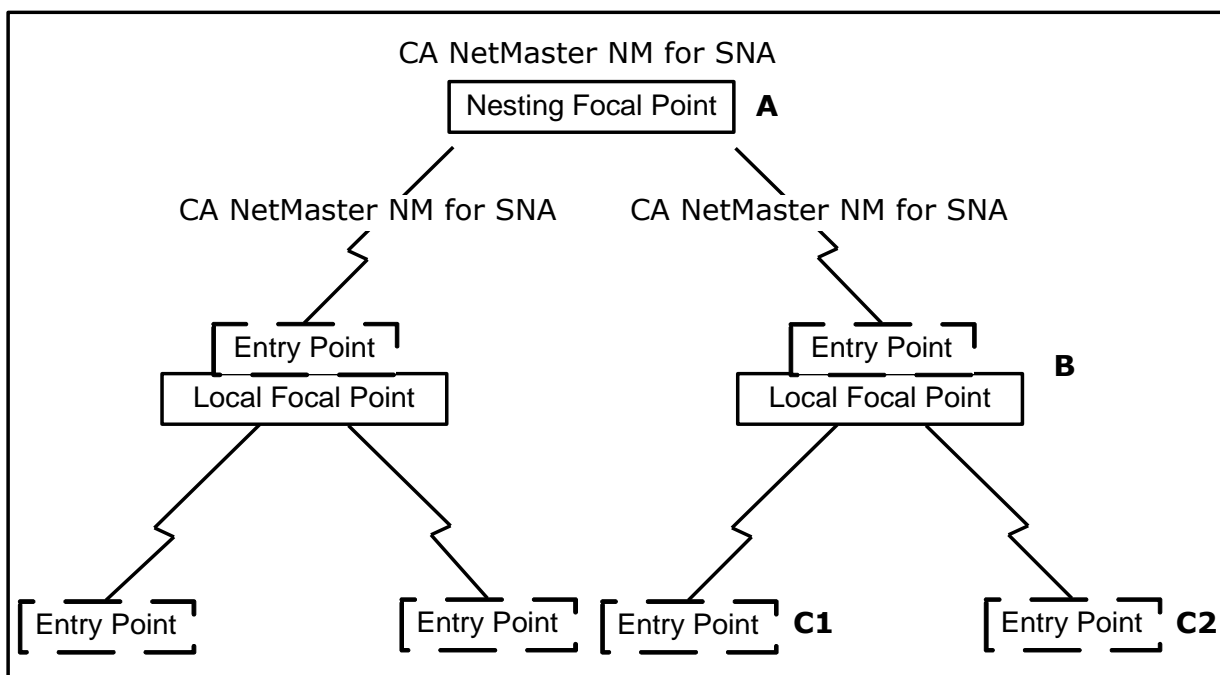 CA NetMaster NM for SNA
Nesting Focal Point A
CA NetMaster NM for SNA CA NetMaster NM for SNA
Entry Point Entry Point
B
Local Focal Point Local Focal Point
Entry Point Entry Point Entry Point C1 Entry Point C2